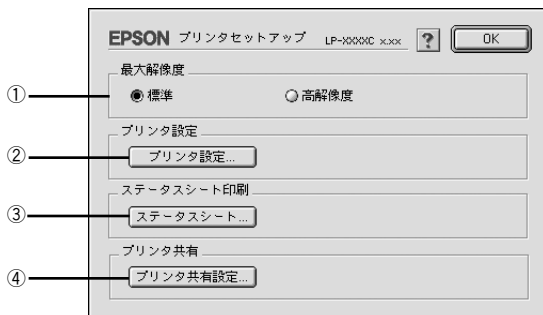 EPSON プリンタセットアップ LP-XXXXC x.xx ? OK
最大解像度
① 標準 高解像度
プリンタ設定
② プリンタ設定...
ステータスシート印刷
③ ステータスシート...
プリンタ共有
④ プリンタ共有設定...